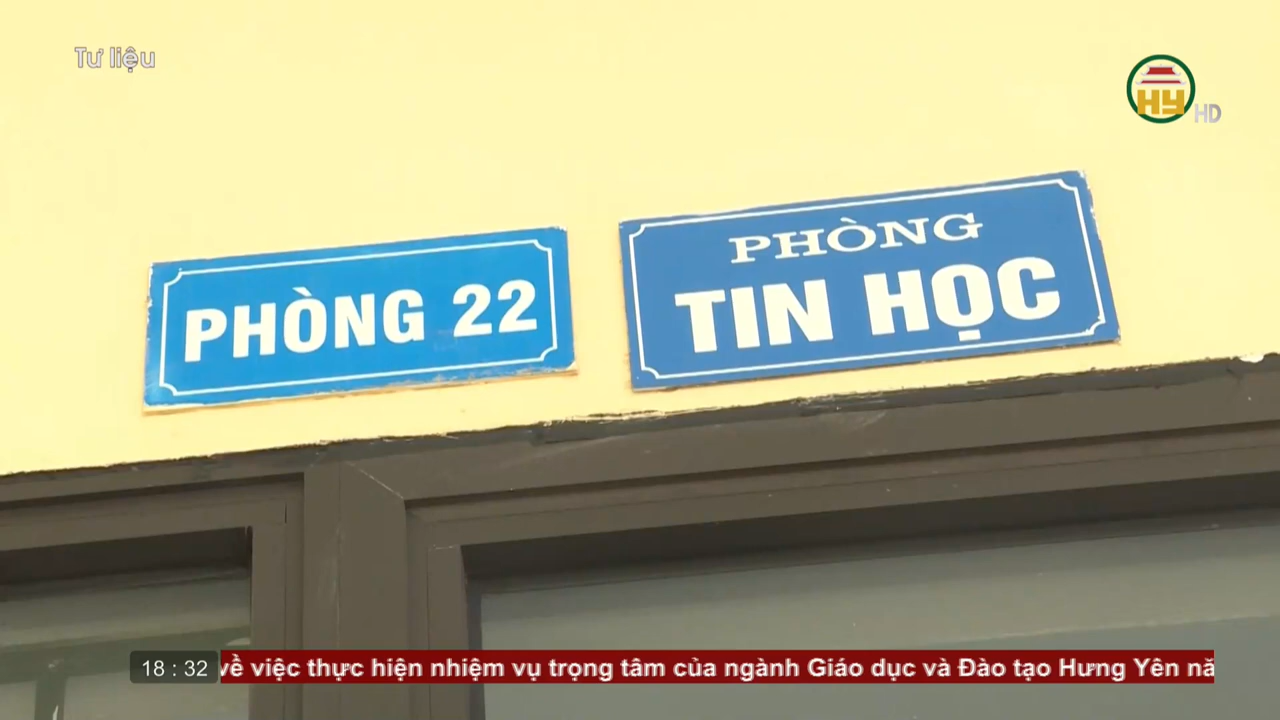 Tư liệu
HY HD
PHÒNG 22
PHÒNG
TIN HỌC
18 : 32
về việc thực hiện nhiệm vụ trọng tâm của ngành Giáo dục và Đào tạo Hưng Yên nă